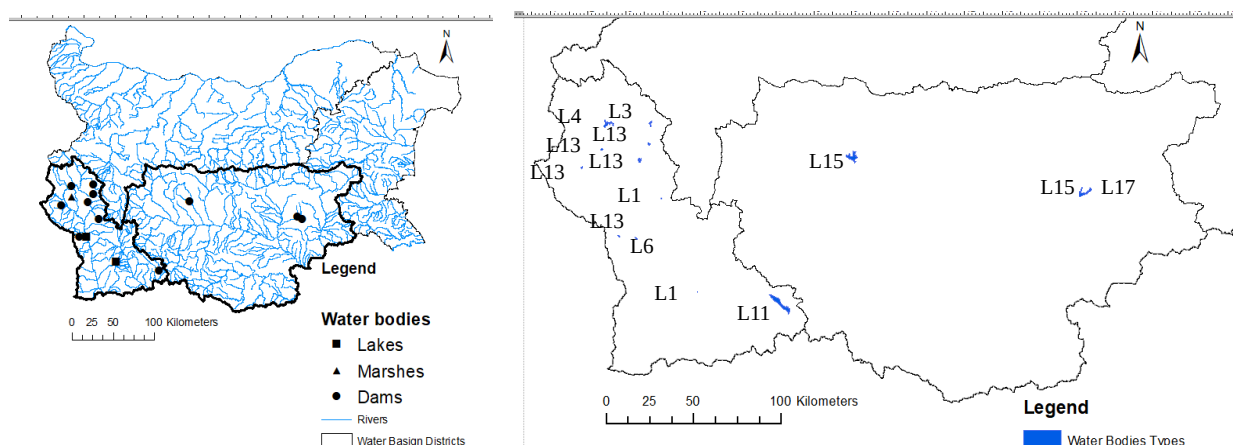 N
Legend
0 25 50 100 Kilometers
Water bodies
Lakes
Marshes
Dams
Rivers
Water Basign Districts
N
L4
L3
L13
L13
L13
L13
L15
L15
L17
L1
L13
L6
L1
L11
0 25 50 100 Kilometers
Legend
Water Bodies Types